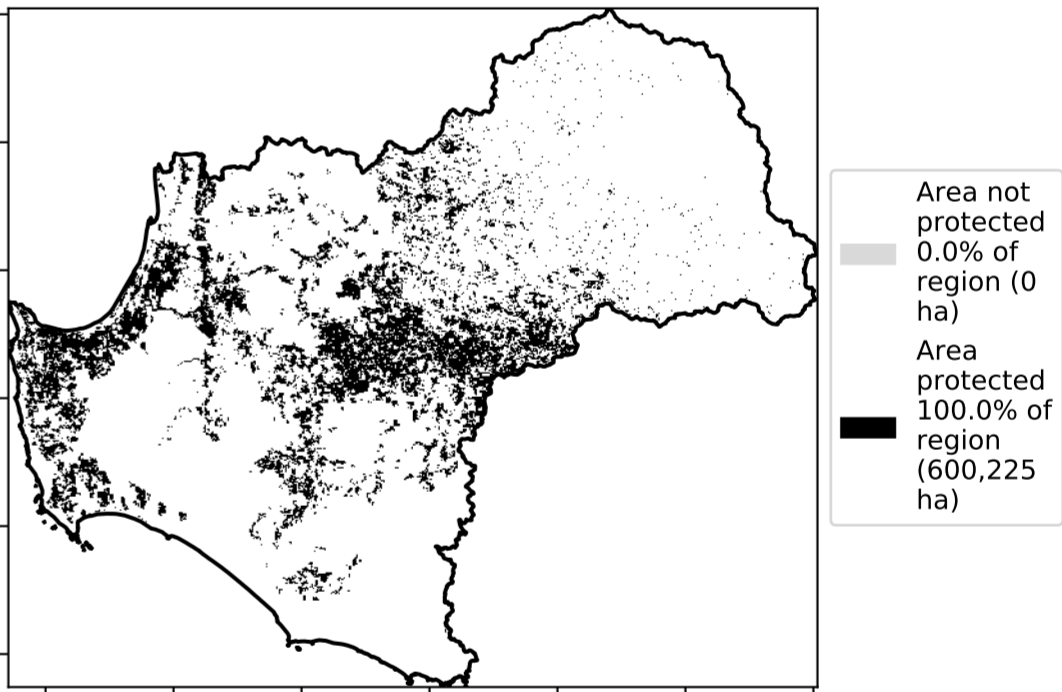 Area not
protected
0.0% of
region (0
ha)
Area
protected
100.0% of
region
(600,225
ha)